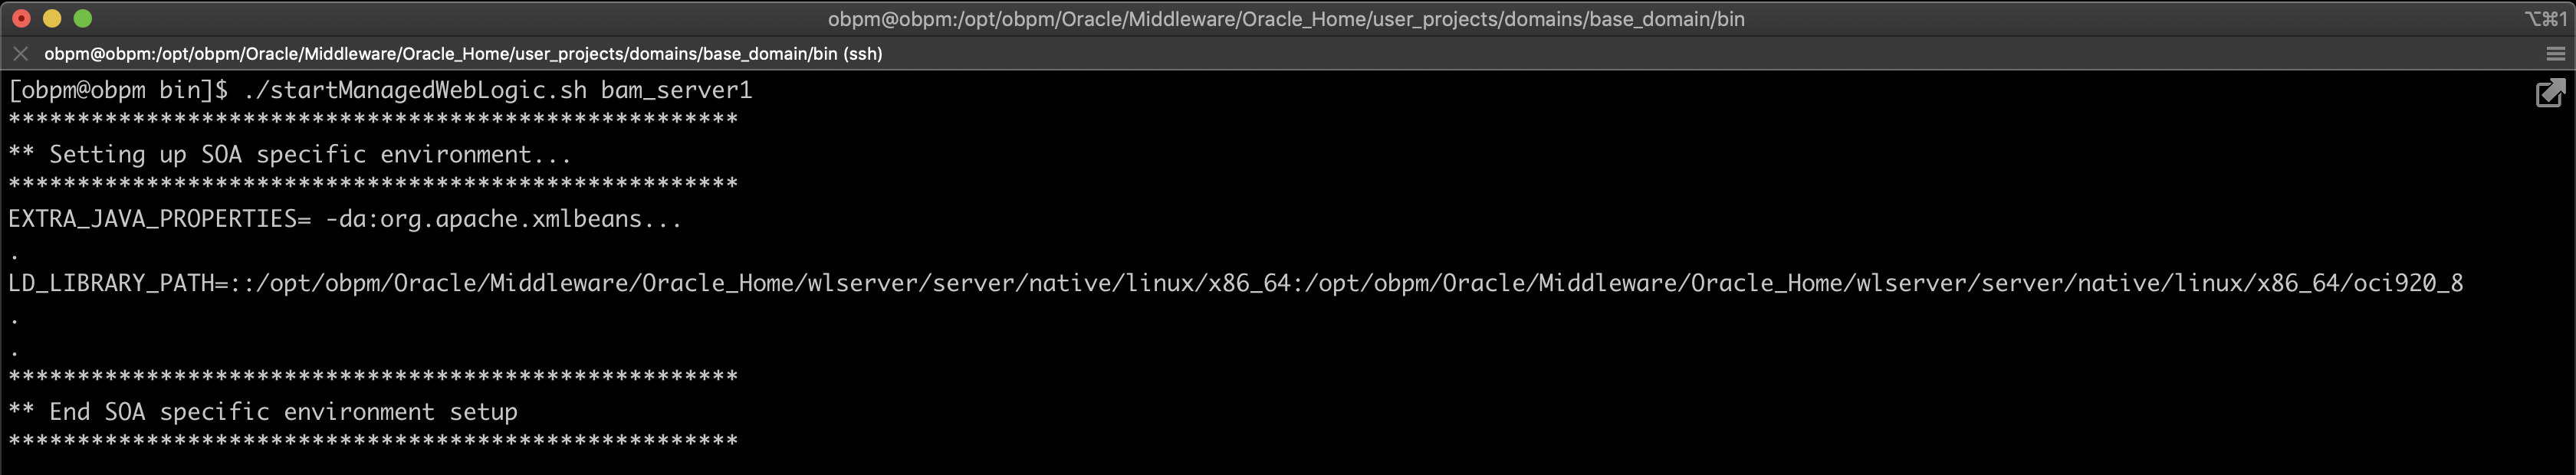 obpm@obpm:/opt/obpm/Oracle/Middleware/Oracle_Home/user_projects/domains/base_domain/bin
⌥⌘1
obpm@obpm:/opt/obpm/Oracle/Middleware/Oracle_Home/user_projects/domains/base_domain/bin (ssh)
[obpm@obpm bin]$ ./startManagedWebLogic.sh bam_server1
*****************************************************
** Setting up SOA specific environment...
*****************************************************
EXTRA_JAVA_PROPERTIES= -da:org.apache.xmlbeans...
.
LD_LIBRARY_PATH=::/opt/obpm/Oracle/Middleware/Oracle_Home/wlserver/server/native/linux/x86_64:/opt/obpm/Oracle/Middleware/Oracle_Home/wlserver/server/native/linux/x86_64/oci920_8
.
.
*****************************************************
** End SOA specific environment setup
*****************************************************